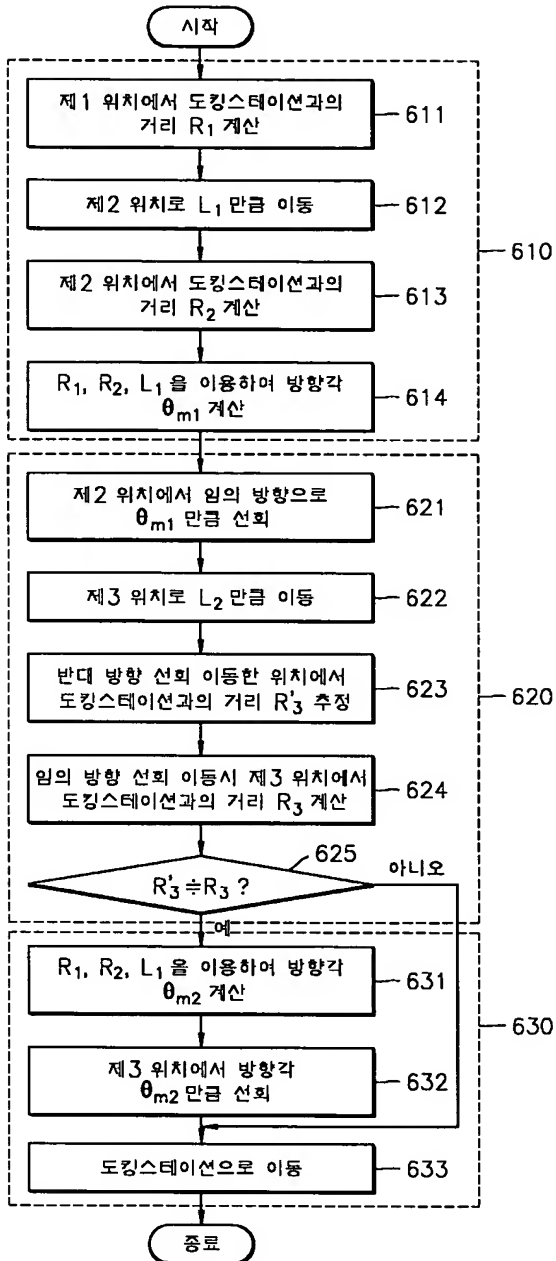 시작
제1 위치에서 도킹스테이션과의
거리 R₁ 계산
611
제2 위치로 L₁ 만큼 이동
612
610
제2 위치에서 도킹스테이션과의
거리 R₂ 계산
613
R₁, R₂, L₁ 을 이용하여 방향각
θm1 계산
614
제2 위치에서 임의 방향으로
θm1 만큼 선회
621
제3 위치로 L₂ 만큼 이동
622
반대 방향 선회 이동한 위치에서
도킹스테이션과의 거리 R'₃ 추정
623
620
임의 방향 선회 이동시 제3 위치에서
도킹스테이션과의 거리 R₃ 계산
624
625
R'₃ ≑ R₃ ?
아니오
예
R₁, R₂, L₁ 을 이용하여 방향각
θm2 계산
631
630
제3 위치에서 방향각
θm2 만큼 선회
632
도킹스테이션으로 이동
633
종료